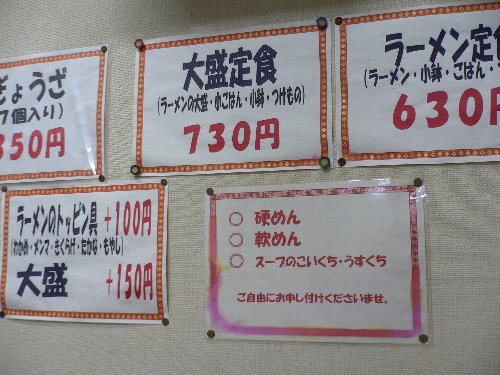 ぎょうざ
7個入り)
350円
大盛定食
(ラーメンの大盛・小ごはん・小鉢・つけもの)
730円
ラーメン定食
(ラーメン・小鉢・ごはん・
630円
ラーメンのトッピン具 +100円
(わかめ・メンマ・きくらげ・たかな・もやし)
大盛 +150円
○ 硬めん
○ 軟めん
○ スープのこいくち・うすくち
ご自由にお申し付けくださいませ。